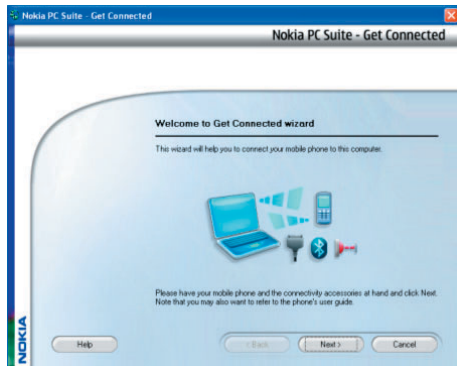 Nokia PC Suite - Get Connected
Nokia PC Suite - Get Connected
Welcome to Get Connected wizard
This wizard will help you to connect your mobile phone to this computer.
Please have your mobile phone and the connectivity accessories at hand and click Next.
Note that you may also want to refer to the phone's user guide.
NOKIA
Help
< Back
Next >
Cancel